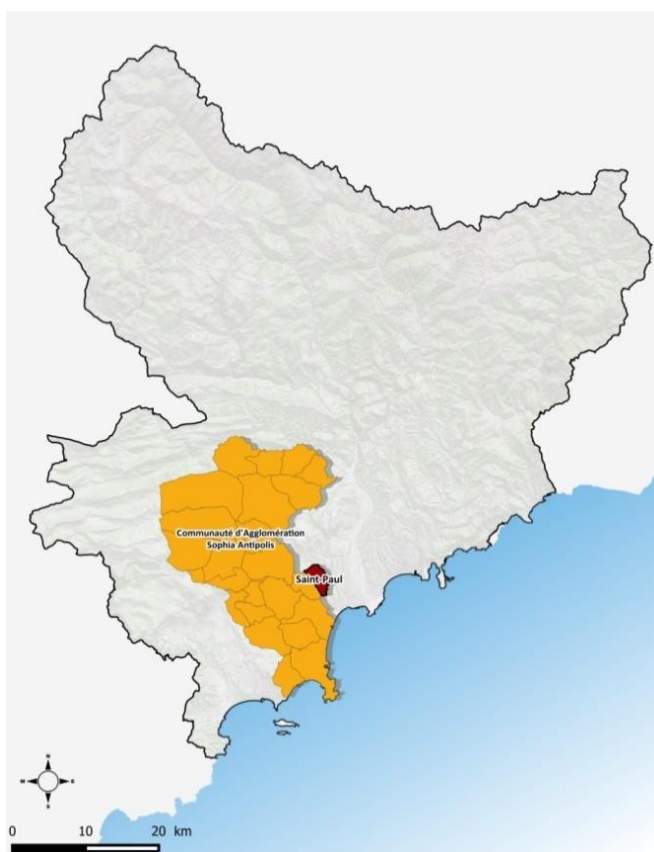 Communauté d'Agglomération
Sophia Antipolis
Saint-Paul
N
W E
S
0 10 20 km